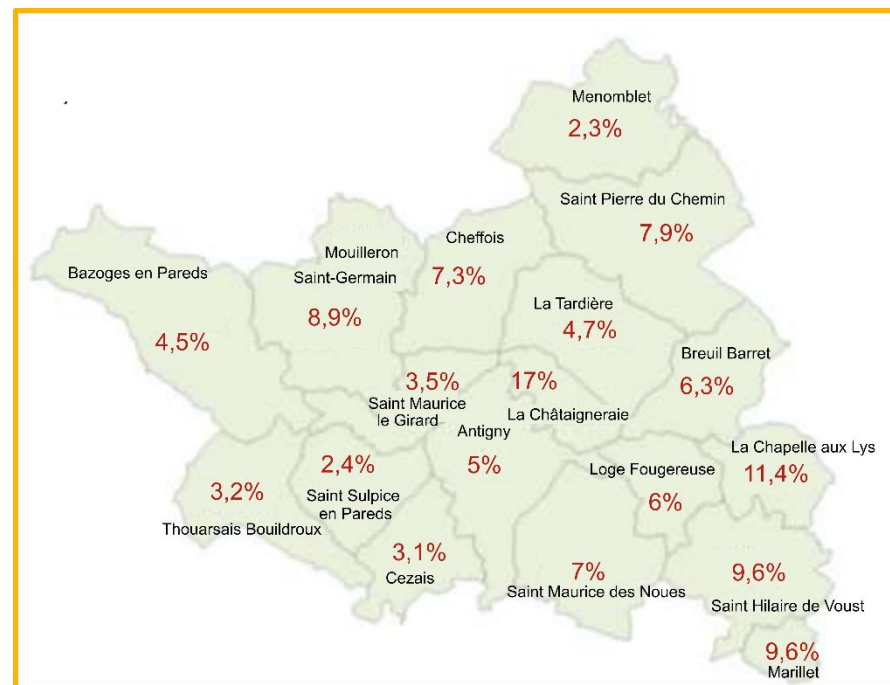 Menomblet
2,3%
Saint Pierre du Chemin
7,9%
Cheffois
7,3%
Mouilleron
Saint-Germain
8,9%
Bazoges en Pareds
4,5%
La Tardière
4,7%
Breuil Barret
6,3%
3,5%
Saint Maurice
le Girard
17%
La Châtaigneraie
Antigny
5%
La Chapelle aux Lys
11,4%
Loge Fougereuse
6%
2,4%
Saint Sulpice
en Pareds
3,2%
Thouarsais Bouildroux
3,1%
Cezais
7%
Saint Maurice des Noues
9,6%
Saint Hilaire de Voust
9,6%
Marillet